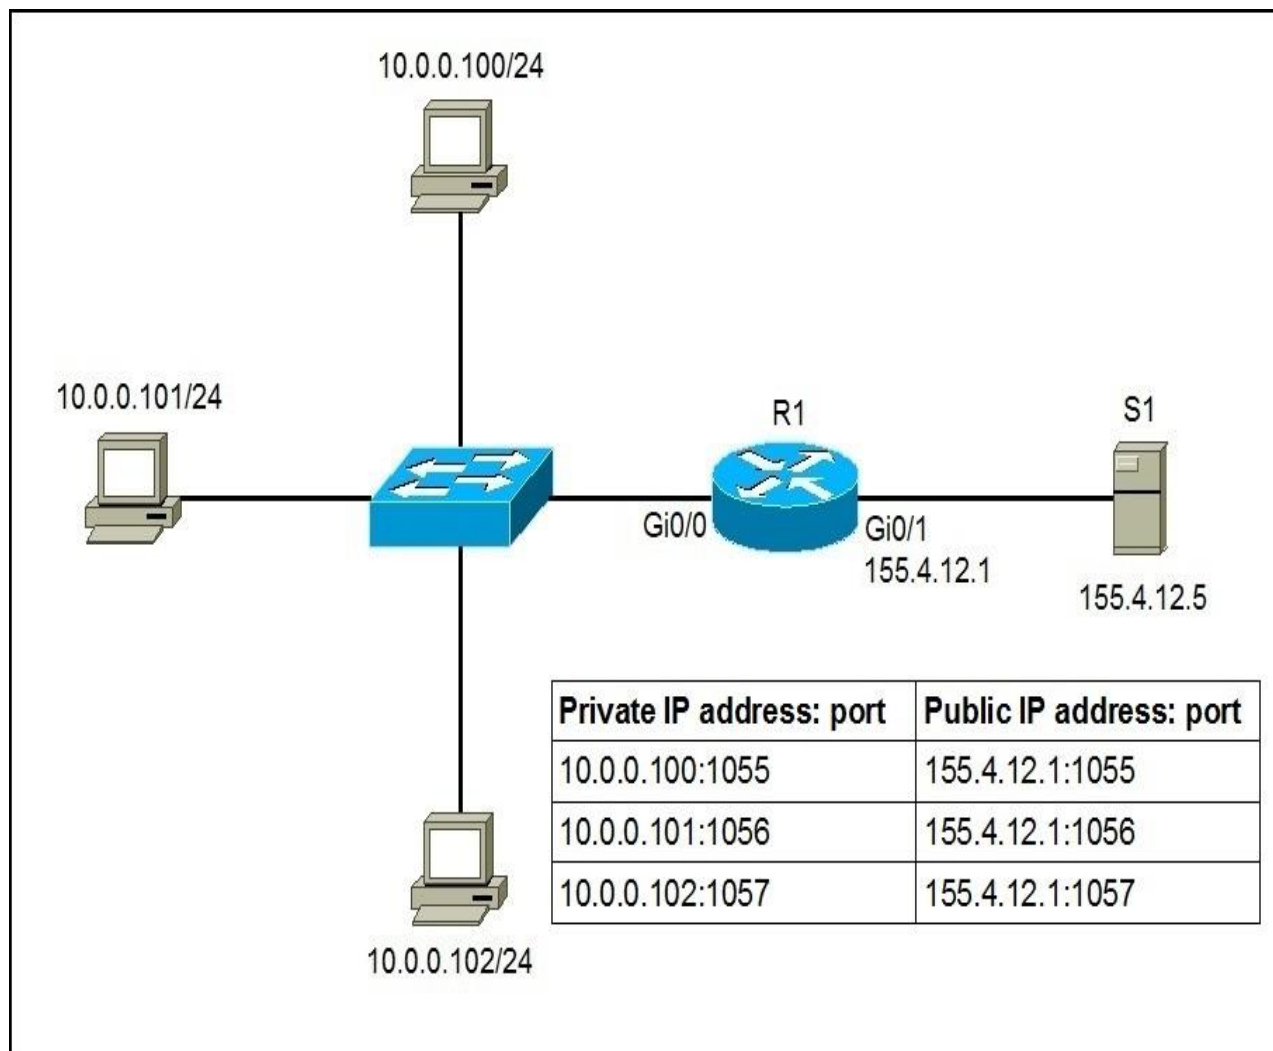 10.0.0.100/24
10.0.0.101/24
R1
S1
Gi0/0
Gi0/1
155.4.12.1
155.4.12.5
Private IP address: port Public IP address: port
10.0.0.100:1055 155.4.12.1:1055
10.0.0.101:1056 155.4.12.1:1056
10.0.0.102:1057 155.4.12.1:1057
10.0.0.102/24